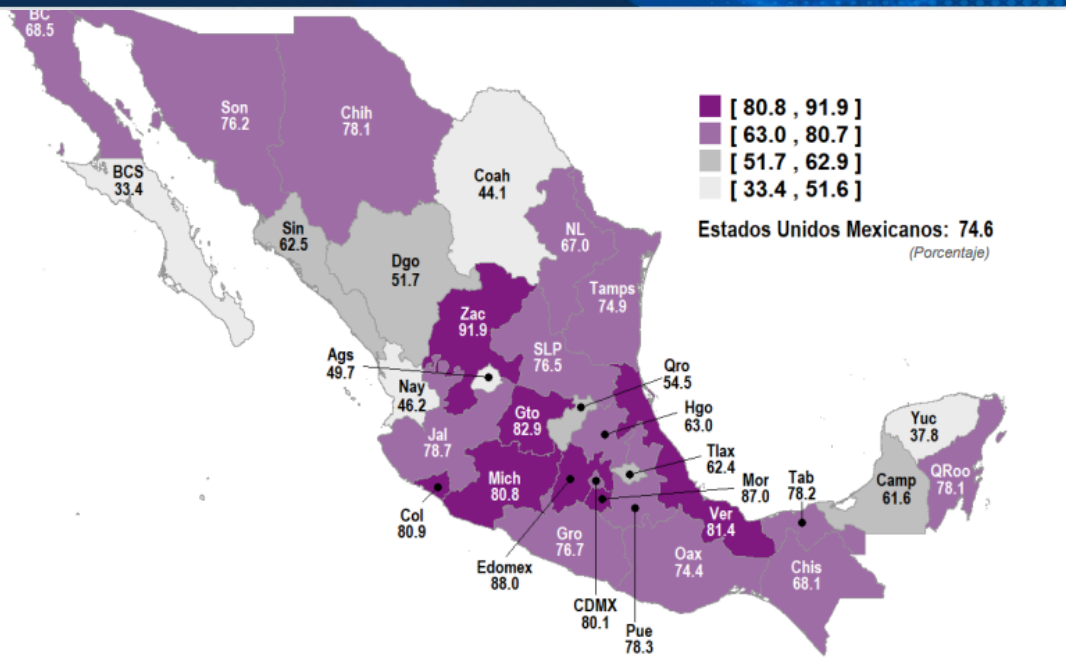 BC
68.5
Son
76.2
Chih
78.1
[ 80.8 , 91.9 ]
[ 63.0 , 80.7 ]
[ 51.7 , 62.9 ]
[ 33.4 , 51.6 ]
Estados Unidos Mexicanos: 74.6
(Porcentaje)
BCS
33.4
Coah
44.1
Sin
62.5
NL
67.0
Dgo
51.7
Tamps
74.9
Zac
91.9
SLP
76.5
Ags
49.7
Nay
46.2
Qro
54.5
Gto
82.9
Hgo
63.0
Yuc
37.8
Jal
78.7
Tlax
62.4
QRoo
78.1
Mich
80.8
Mor
87.0
Tab
78.2
Camp
61.6
Col
80.9
Ver
81.4
Gro
76.7
Oax
74.4
Edomex
88.0
Chis
68.1
CDMX
80.1
Pue
78.3